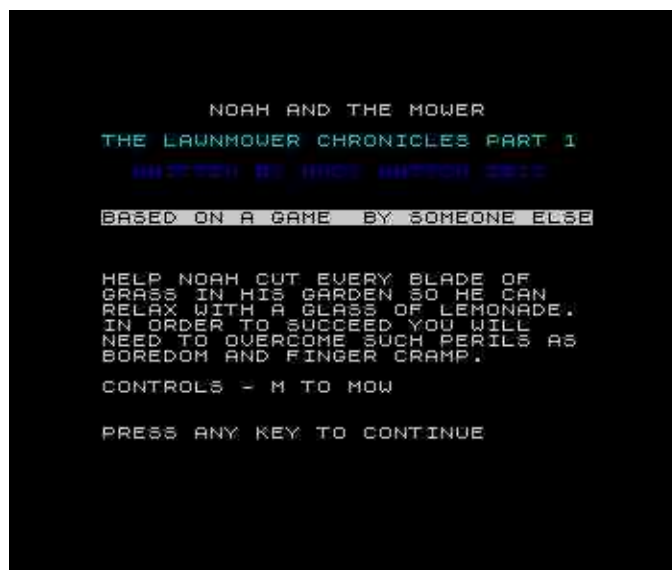 NOAH AND THE MOWER
THE LAWNMOWER CHRONICLES PART 1
BY
BASED ON A GAME BY SOMEONE ELSE
HELP NOAH CUT EVERY BLADE OF
GRASS IN HIS GARDEN SO HE CAN
RELAX WITH A GLASS OF LEMONADE.
IN ORDER TO SUCCEED YOU WILL
NEED TO OVERCOME SUCH PERILS AS
BOREDOM AND FINGER CRAMP.
CONTROLS - M TO MOW
PRESS ANY KEY TO CONTINUE